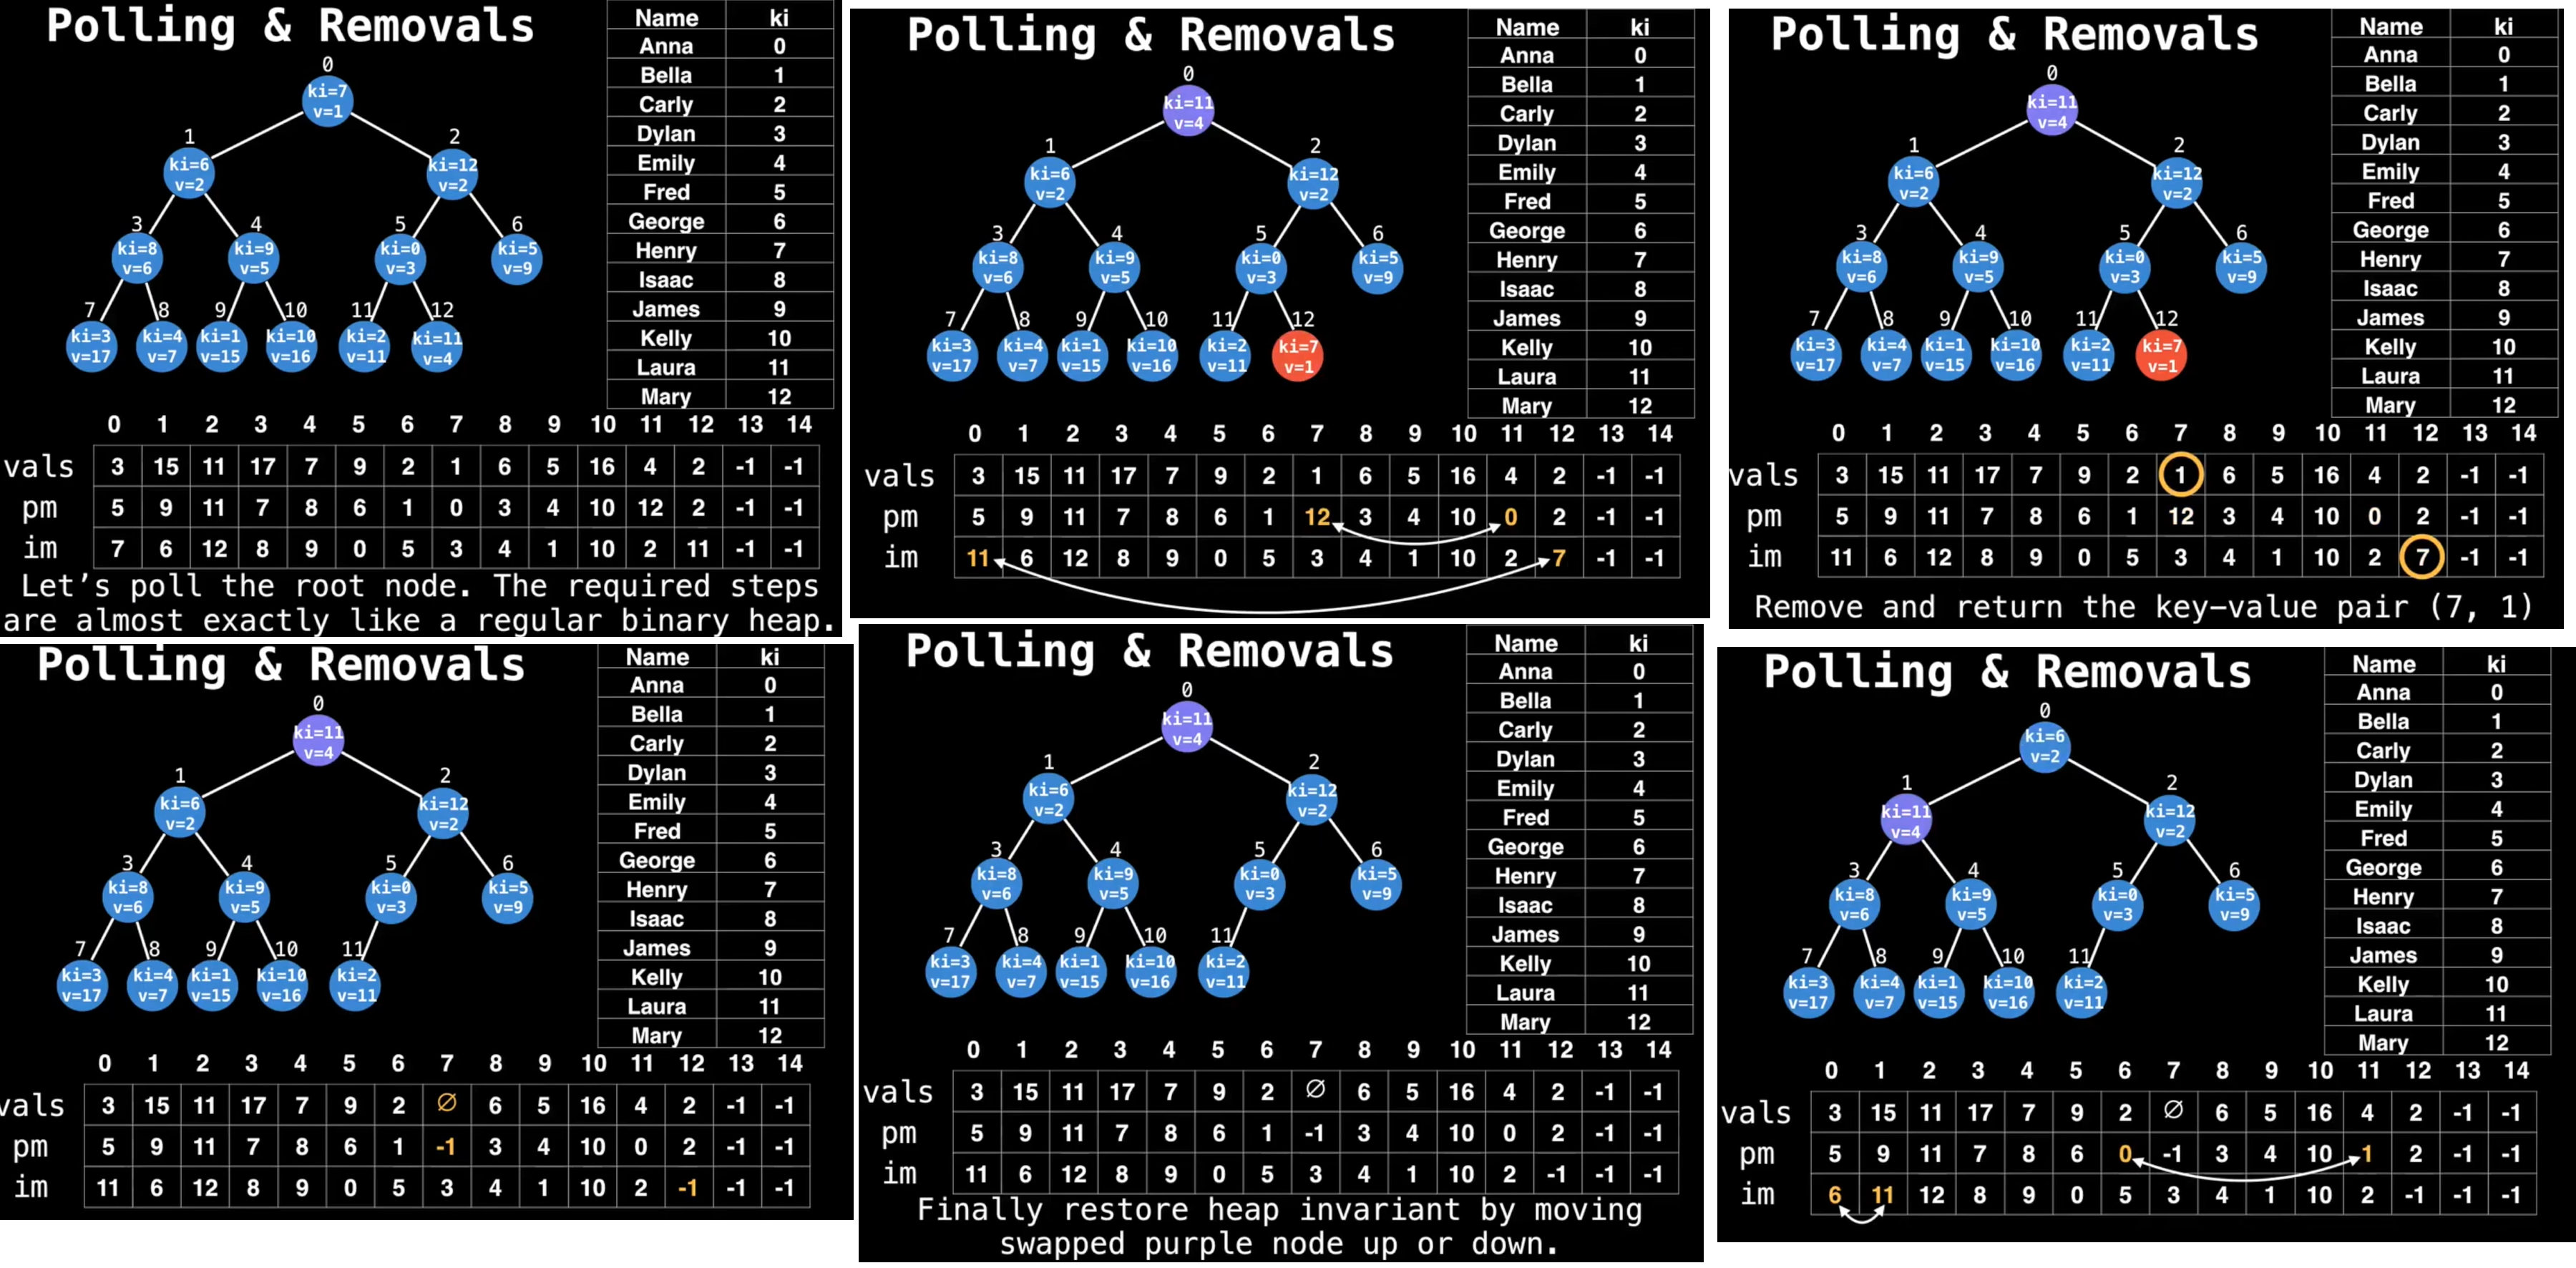 Polling & Removals
Name ki
Anna 0
Bella 1
Carly 2
Dylan 3
Emily 4
Fred 5
George 6
Henry 7
Isaac 8
James 9
Kelly 10
Laura 11
Mary 12
0
ki=7 v=1
1 2
ki=6 v=2 ki=12 v=2
3 4 5 6
ki=8 v=6 ki=9 v=5 ki=0 v=3 ki=5 v=9
7 8 9 10 11 12
ki=3 v=17 ki=4 v=7 ki=1 v=15 ki=10 v=16 ki=2 v=11 ki=11 v=4
0 1 2 3 4 5 6 7 8 9 10 11 12 13 14
vals 3 15 11 17 7 9 2 1 6 5 16 4 2 -1 -1
pm 5 9 11 7 8 6 1 0 3 4 10 12 2 -1 -1
im 7 6 12 8 9 0 5 3 4 1 10 2 11 -1 -1
Let's poll the root node. The required steps
are almost exactly like a regular binary heap.
Polling & Removals
Name ki
Anna 0
Bella 1
Carly 2
Dylan 3
Emily 4
Fred 5
George 6
Henry 7
Isaac 8
James 9
Kelly 10
Laura 11
Mary 12
0
ki=11 v=4
1 2
ki=6 v=2 ki=12 v=2
3 4 5 6
ki=8 v=6 ki=9 v=5 ki=0 v=3 ki=5 v=9
7 8 9 10 11 12
ki=3 v=17 ki=4 v=7 ki=1 v=15 ki=10 v=16 ki=2 v=11 ki=7 v=1
0 1 2 3 4 5 6 7 8 9 10 11 12 13 14
vals 3 15 11 17 7 9 2 1 6 5 16 4 2 -1 -1
pm 5 9 11 7 8 6 1 12 3 4 10 0 2 -1 -1
im 11 6 12 8 9 0 5 3 4 1 10 2 7 -1 -1
Polling & Removals
Name ki
Anna 0
Bella 1
Carly 2
Dylan 3
Emily 4
Fred 5
George 6
Henry 7
Isaac 8
James 9
Kelly 10
Laura 11
Mary 12
0
ki=11 v=4
1 2
ki=6 v=2 ki=12 v=2
3 4 5 6
ki=8 v=6 ki=9 v=5 ki=0 v=3 ki=5 v=9
7 8 9 10 11 12
ki=3 v=17 ki=4 v=7 ki=1 v=15 ki=10 v=16 ki=2 v=11 ki=7 v=1
0 1 2 3 4 5 6 7 8 9 10 11 12 13 14
vals 3 15 11 17 7 9 2 1 6 5 16 4 2 -1 -1
pm 5 9 11 7 8 6 1 12 3 4 10 0 2 -1 -1
im 11 6 12 8 9 0 5 3 4 1 10 2 7 -1 -1
Remove and return the key-value pair (7, 1)
Polling & Removals
Name ki
Anna 0
Bella 1
Carly 2
Dylan 3
Emily 4
Fred 5
George 6
Henry 7
Isaac 8
James 9
Kelly 10
Laura 11
Mary 12
0
ki=11 v=4
1 2
ki=6 v=2 ki=12 v=2
3 4 5 6
ki=8 v=6 ki=9 v=5 ki=0 v=3 ki=5 v=9
7 8 9 10 11
ki=3 v=17 ki=4 v=7 ki=1 v=15 ki=10 v=16 ki=2 v=11
0 1 2 3 4 5 6 7 8 9 10 11 12 13 14
vals 3 15 11 17 7 9 2 ∅ 6 5 16 4 2 -1 -1
pm 5 9 11 7 8 6 1 -1 3 4 10 0 2 -1 -1
im 11 6 12 8 9 0 5 3 4 1 10 2 -1 -1 -1
Polling & Removals
Name ki
Anna 0
Bella 1
Carly 2
Dylan 3
Emily 4
Fred 5
George 6
Henry 7
Isaac 8
James 9
Kelly 10
Laura 11
Mary 12
0
ki=11 v=4
1 2
ki=6 v=2 ki=12 v=2
3 4 5 6
ki=8 v=6 ki=9 v=5 ki=0 v=3 ki=5 v=9
7 8 9 10 11
ki=3 v=17 ki=4 v=7 ki=1 v=15 ki=10 v=16 ki=2 v=11
0 1 2 3 4 5 6 7 8 9 10 11 12 13 14
vals 3 15 11 17 7 9 2 ∅ 6 5 16 4 2 -1 -1
pm 5 9 11 7 8 6 1 -1 3 4 10 0 2 -1 -1
im 11 6 12 8 9 0 5 3 4 1 10 2 -1 -1 -1
Finally restore heap invariant by moving
swapped purple node up or down.
Polling & Removals
Name ki
Anna 0
Bella 1
Carly 2
Dylan 3
Emily 4
Fred 5
George 6
Henry 7
Isaac 8
James 9
Kelly 10
Laura 11
Mary 12
0
ki=6 v=2
1 2
ki=11 v=4 ki=12 v=2
3 4 5 6
ki=8 v=6 ki=9 v=5 ki=0 v=3 ki=5 v=9
7 8 9 10 11
ki=3 v=17 ki=4 v=7 ki=1 v=15 ki=10 v=16 ki=2 v=11
0 1 2 3 4 5 6 7 8 9 10 11 12 13 14
vals 3 15 11 17 7 9 2 ∅ 6 5 16 4 2 -1 -1
pm 5 9 11 7 8 6 0 -1 3 4 10 1 2 -1 -1
im 6 11 12 8 9 0 5 3 4 1 10 2 -1 -1 -1